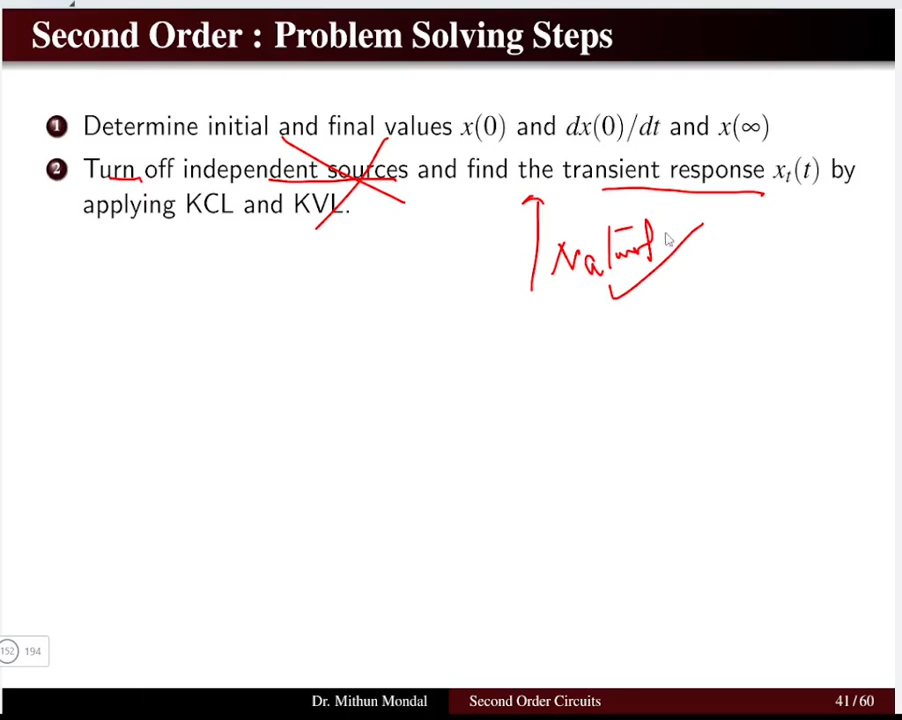 Second Order : Problem Solving Steps
1 Determine initial and final values x(0) and dx(0)/dt and x(∞)
2 Turn off independent sources and find the transient response xₜ(t) by
applying KCL and KVL.
Natural
152 194
Dr. Mithun Mondal Second Order Circuits 41/60